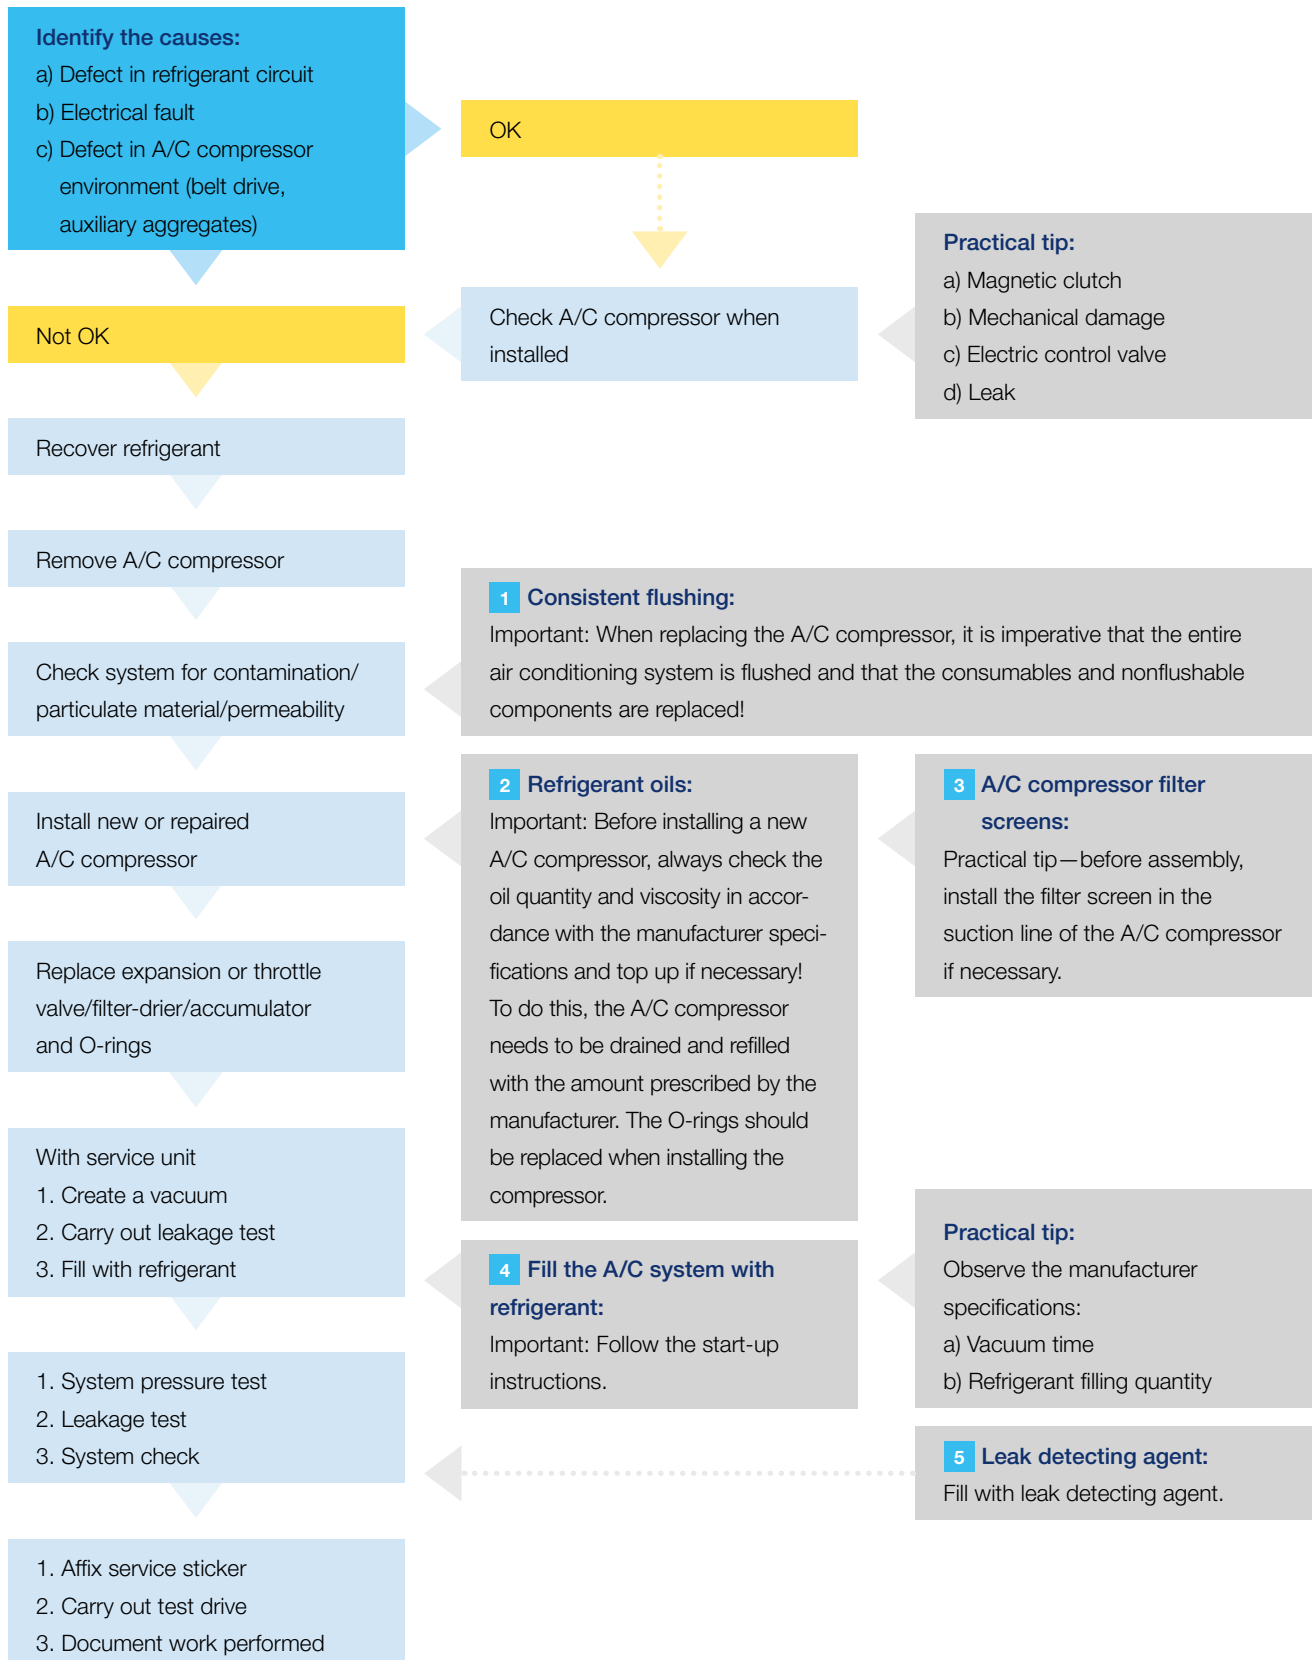 Identify the causes:
a) Defect in refrigerant circuit
b) Electrical fault
c) Defect in A/C compressor
environment (belt drive,
auxiliary aggregates)
OK
Practical tip:
a) Magnetic clutch
b) Mechanical damage
c) Electric control valve
d) Leak
Check A/C compressor when
installed
Not OK
Recover refrigerant
Remove A/C compressor
1 Consistent flushing:
Important: When replacing the A/C compressor, it is imperative that the entire
air conditioning system is flushed and that the consumables and nonflushable
components are replaced!
Check system for contamination/
particulate material/permeability
2 Refrigerant oils:
Important: Before installing a new
A/C compressor, always check the
oil quantity and viscosity in accor-
dance with the manufacturer speci-
fications and top up if necessary!
To do this, the A/C compressor
needs to be drained and refilled
with the amount prescribed by the
manufacturer. The O-rings should
be replaced when installing the
compressor.
3 A/C compressor filter
screens:
Practical tip—before assembly,
install the filter screen in the
suction line of the A/C compressor
if necessary.
Install new or repaired
A/C compressor
Replace expansion or throttle
valve/filter-drier/accumulator
and O-rings
With service unit
1. Create a vacuum
2. Carry out leakage test
3. Fill with refrigerant
4 Fill the A/C system with
refrigerant:
Important: Follow the start-up
instructions.
Practical tip:
Observe the manufacturer
specifications:
a) Vacuum time
b) Refrigerant filling quantity
1. System pressure test
2. Leakage test
3. System check
5 Leak detecting agent:
Fill with leak detecting agent.
1. Affix service sticker
2. Carry out test drive
3. Document work performed